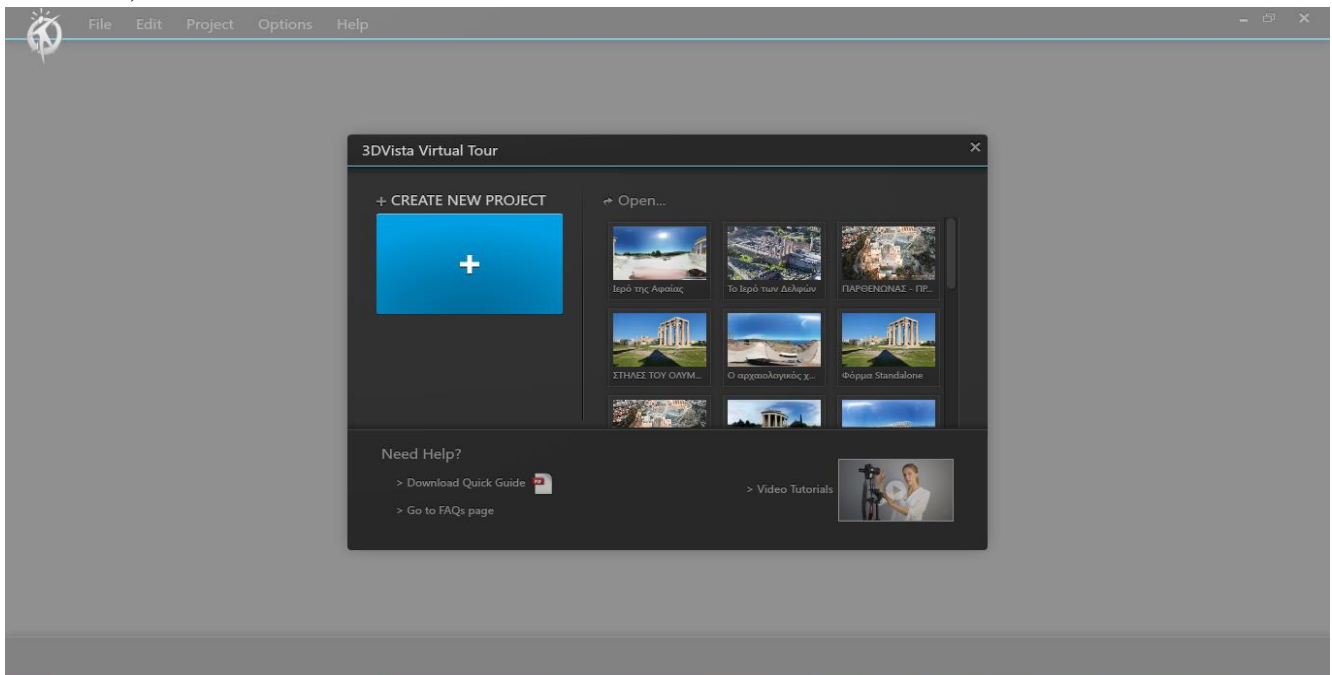 File Edit Project Options Help
3DVista Virtual Tour
+ CREATE NEW PROJECT
Open...
Ιερό της Αφαίας
Το Ιερό των Δελφών
ΠΑΡΘΕΝΩΝΑΣ - ΠΡ...
ΣΤΗΛΕΣ ΤΟΥ ΟΛΥΜ...
Ο αρχαιολογικός χ...
Φόρμα Standalone
Need Help?
> Download Quick Guide
> Video Tutorials
> Go to FAQs page